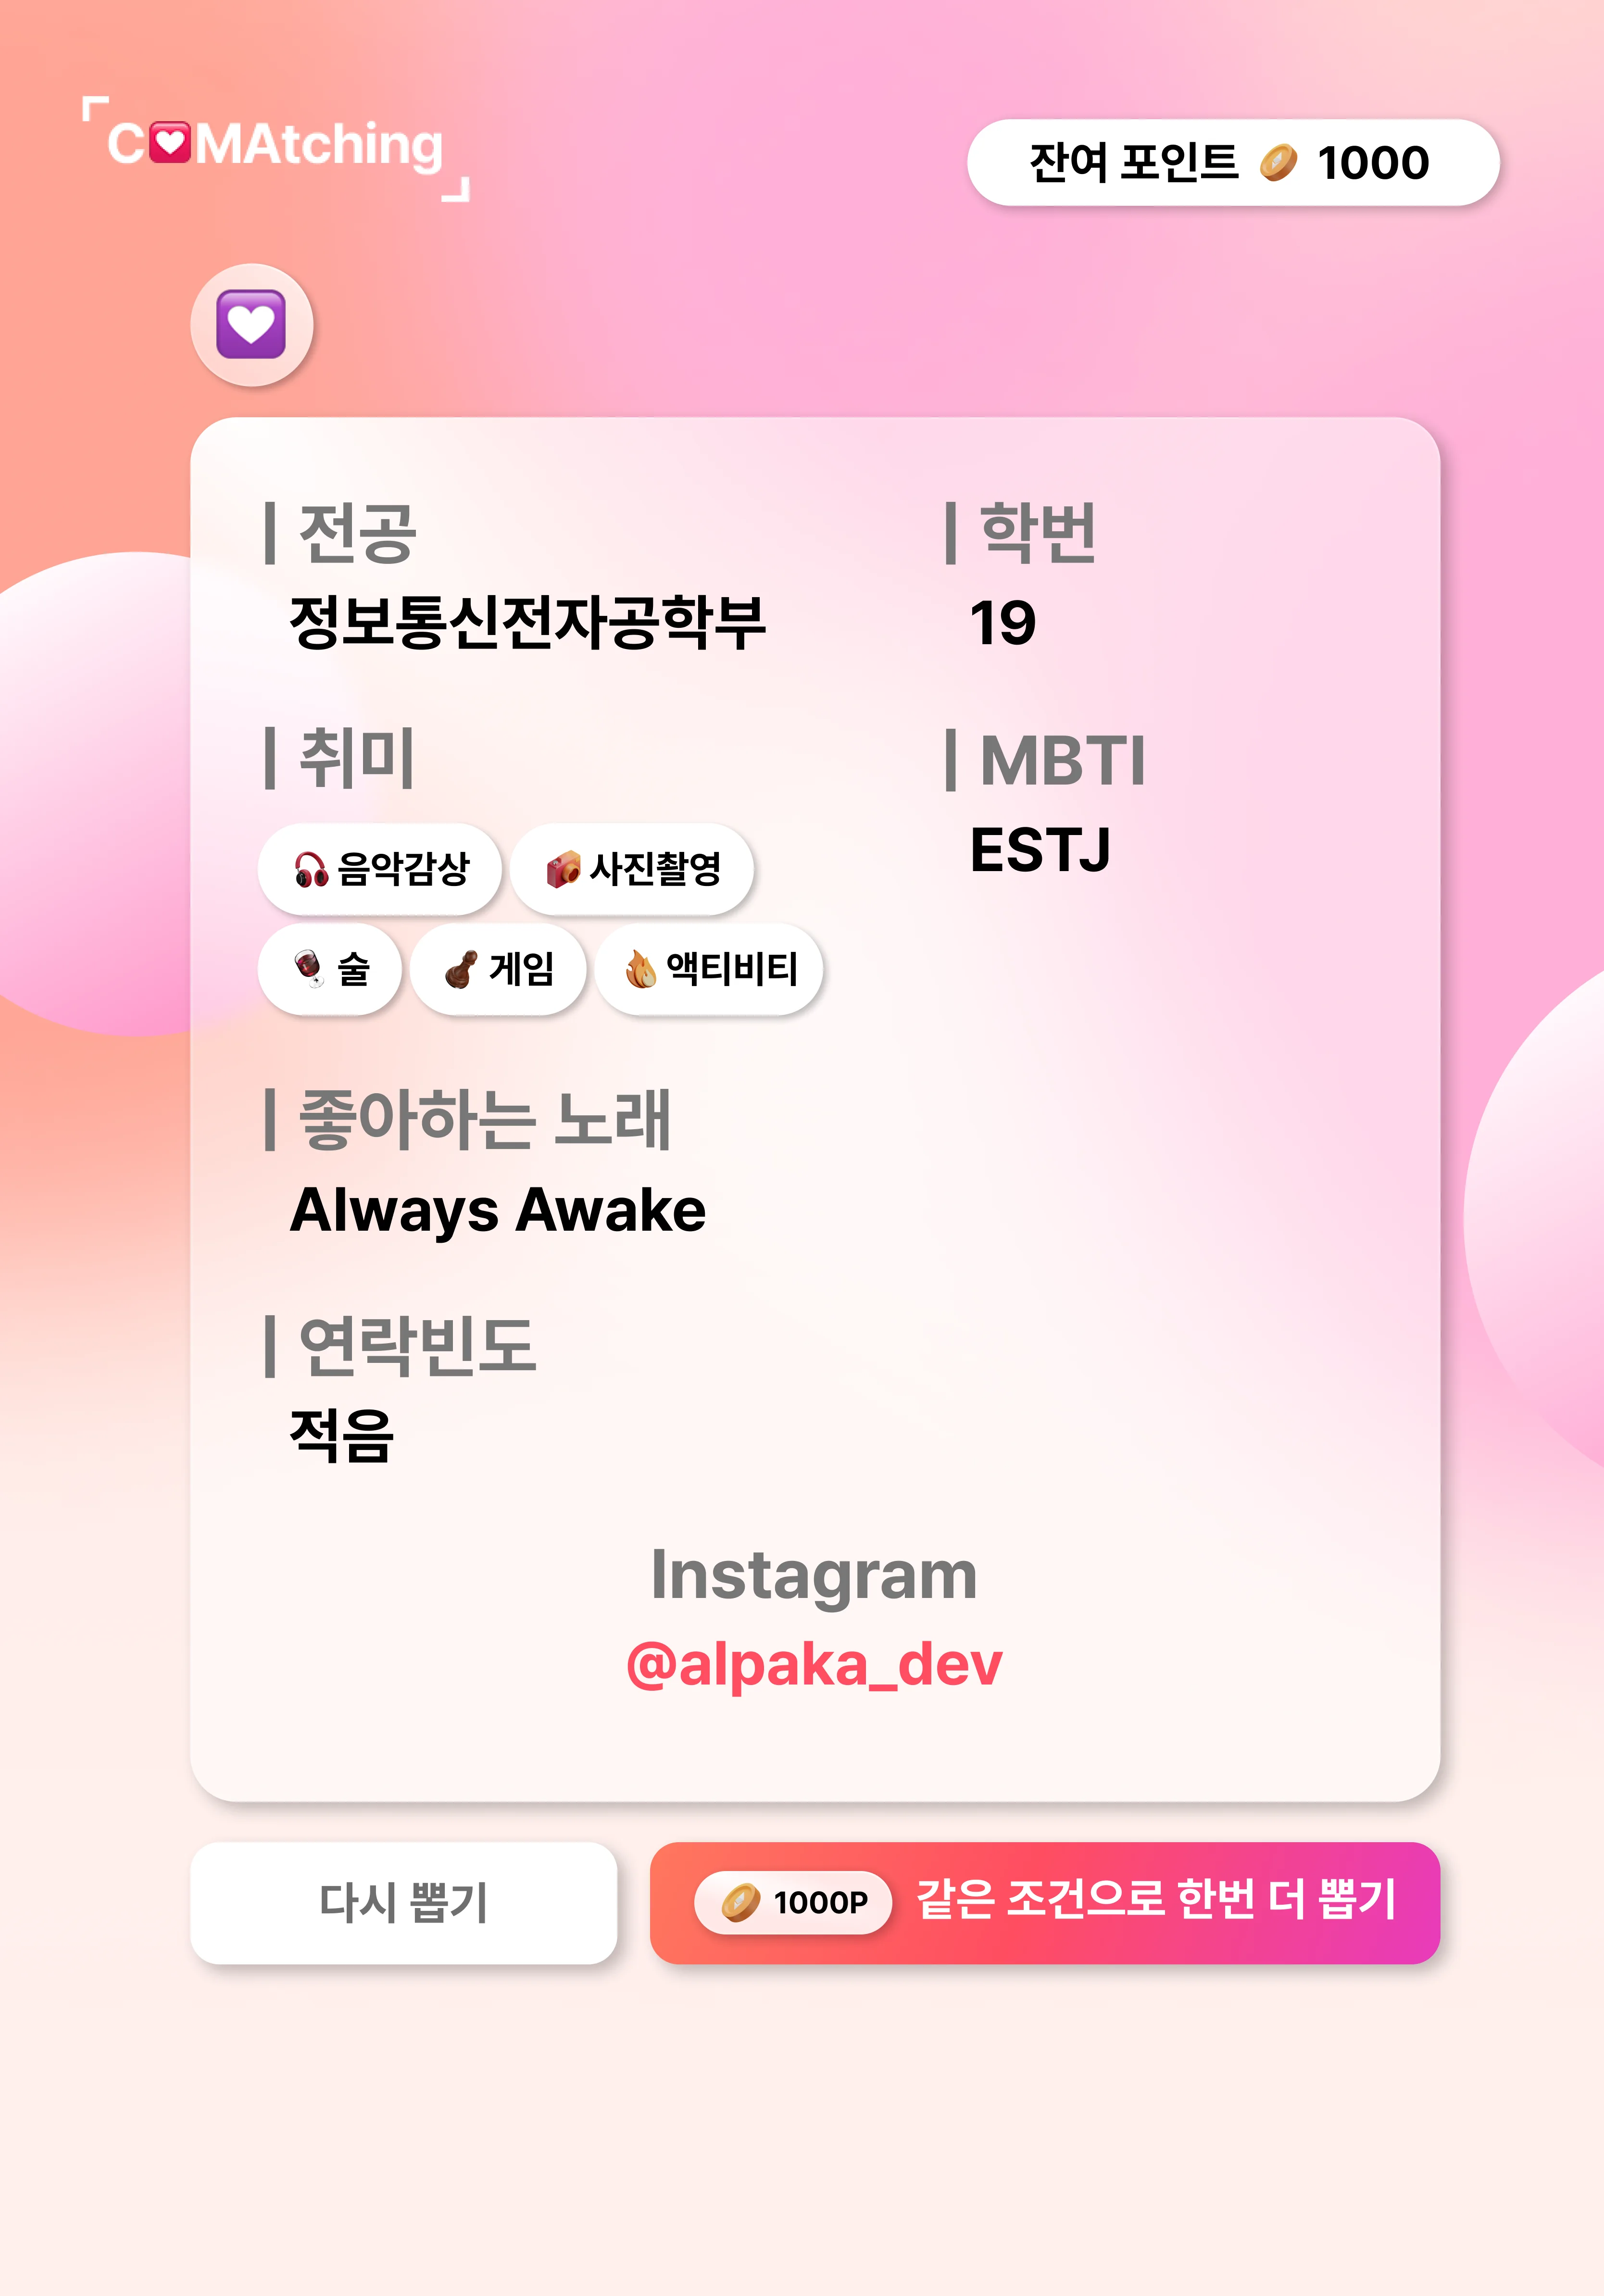 COMAtching
잔여 포인트 1000
전공
정보통신전자공학부
학번
19
취미
음악감상 사진촬영
술 게임 액티비티
MBTI
ESTJ
좋아하는 노래
Always Awake
연락빈도
적음
Instagram
@alpaka_dev
다시 뽑기
1000P 같은 조건으로 한번 더 뽑기